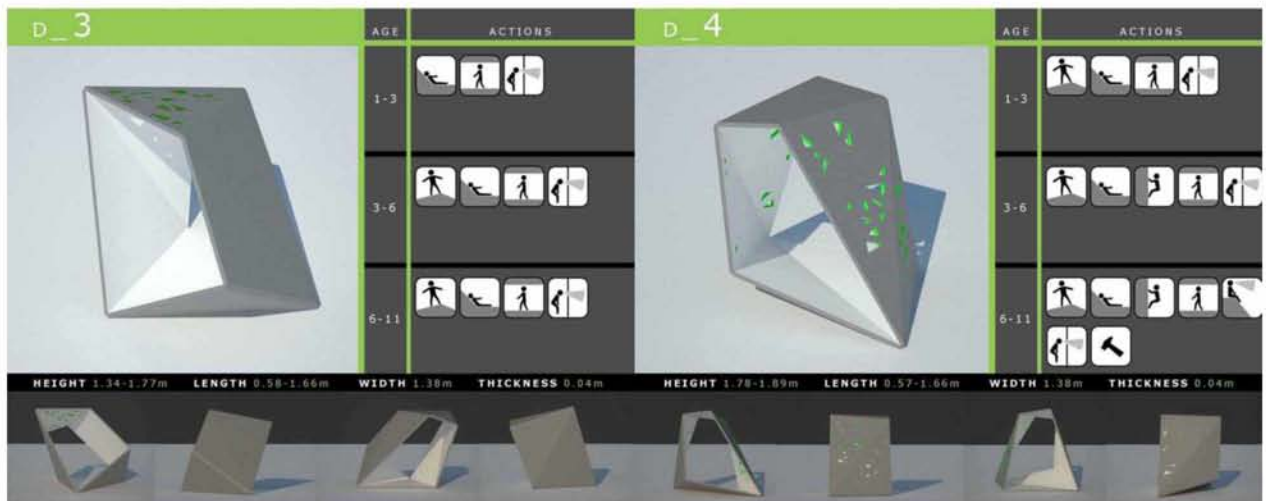 D_3
AGE
ACTIONS
1-3
3-6
6-11
HEIGHT 1.34-1.77m LENGTH 0.58-1.66m WIDTH 1.38m THICKNESS 0.04m
D_4
AGE
ACTIONS
1-3
3-6
6-11
HEIGHT 1.78-1.89m LENGTH 0.57-1.66m WIDTH 1.38m THICKNESS 0.04m